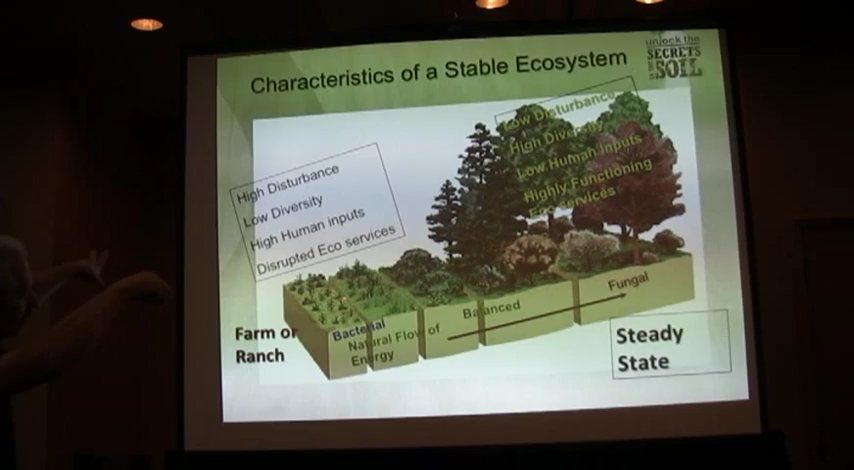 Characteristics of a Stable Ecosystem
unlock the
SECRETS
IN THE
SOIL
Low Disturbance
High Diversity
Low Human Inputs
Highly Functioning
Eco services
High Disturbance
Low Diversity
High Human inputs
Disrupted Eco services
Farm or
Ranch
Bacterial
Balanced
Fungal
Natural Flow of
Energy
Steady
State